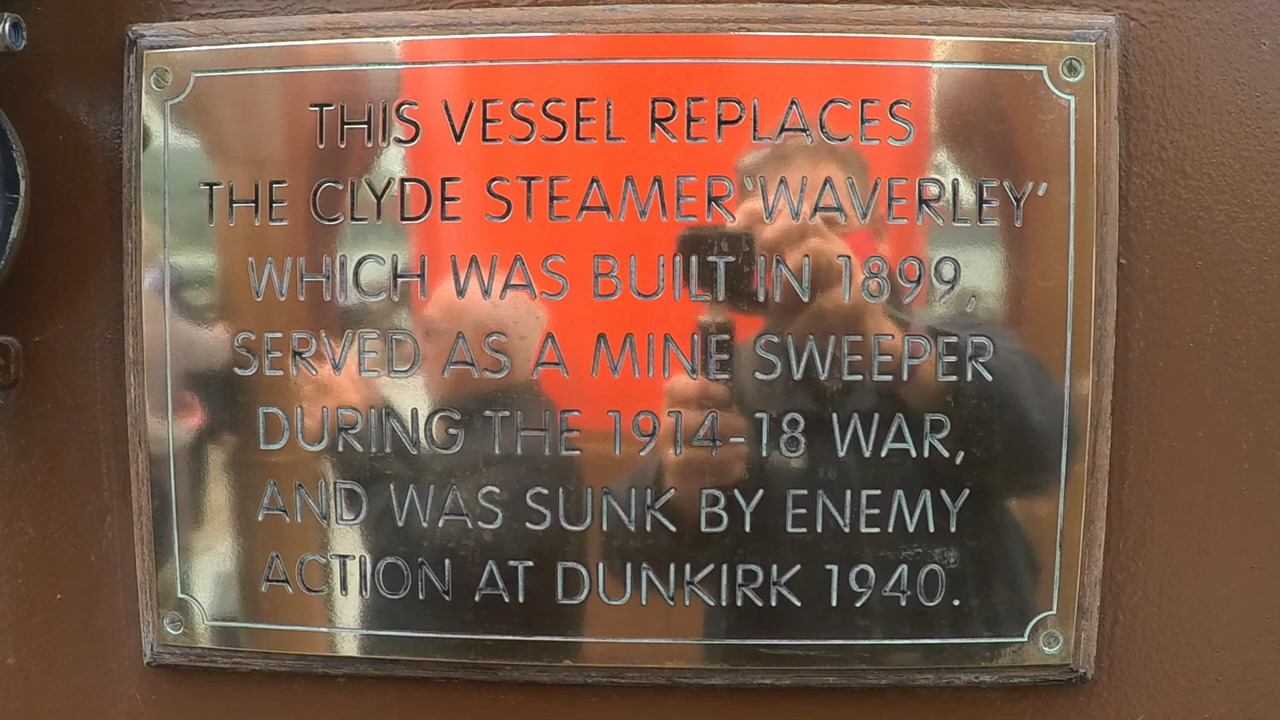 THIS VESSEL REPLACES
THE CLYDE STEAMER 'WAVERLEY'
WHICH WAS BUILT IN 1899,
SERVED AS A MINE SWEEPER
DURING THE 1914-18 WAR,
AND WAS SUNK BY ENEMY
ACTION AT DUNKIRK 1940.